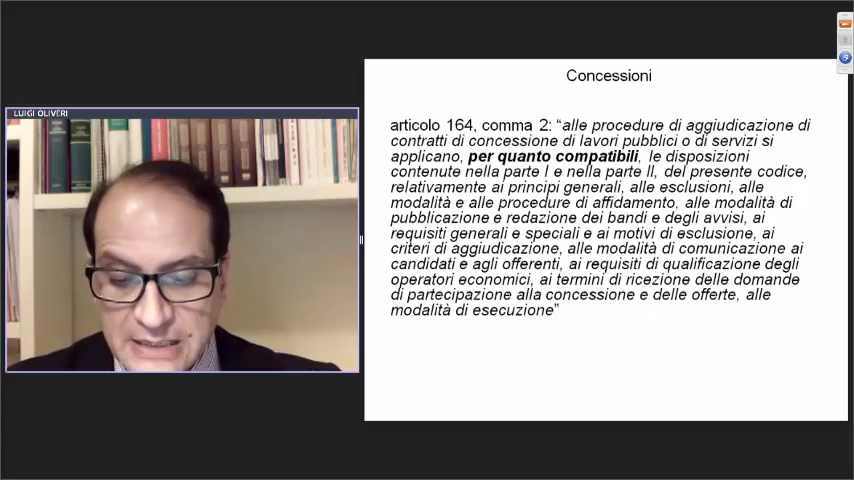 LUIGI OLIVERI
Concessioni
articolo 164, comma 2: “alle procedure di aggiudicazione di
contratti di concessione di lavori pubblici o di servizi si
applicano, per quanto compatibili, le disposizioni
contenute nella parte I e nella parte II, del presente codice,
relativamente ai principi generali, alle esclusioni, alle
modalità e alle procedure di affidamento, alle modalità di
pubblicazione e redazione dei bandi e degli avvisi, ai
requisiti generali e speciali e ai motivi di esclusione, ai
criteri di aggiudicazione, alle modalità di comunicazione ai
candidati e agli offerenti, ai requisiti di qualificazione degli
operatori economici, ai termini di ricezione delle domande
di partecipazione alla concessione e delle offerte, alle
modalità di esecuzione”